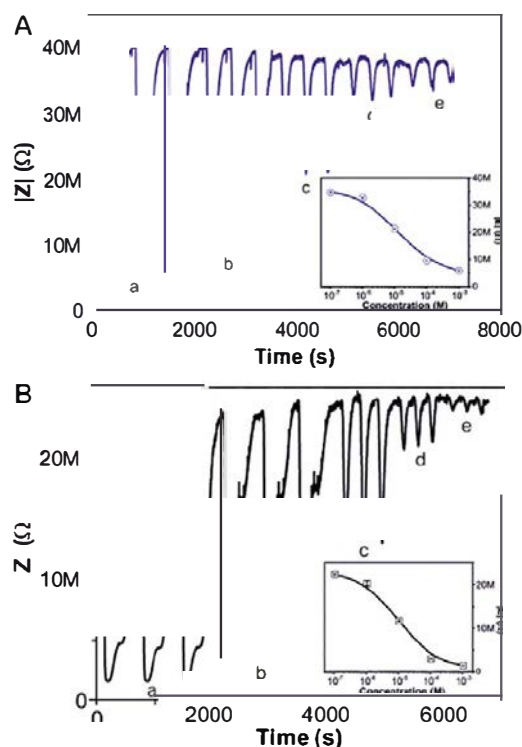 A
40M
30M
20M
10M
0
|Z| (Ω)
a
b
c
e
40M
30M
20M
10M
0
10⁻⁷ 10⁻⁶ 10⁻⁵ 10⁻⁴ 10⁻³
Concentration (M)
0 2000 4000 6000 8000
Time (s)
B
20M
10M
0
Z (Ω
a
b
c
d
e
20M
10M
0
10⁻⁷ 10⁻⁶ 10⁻⁵ 10⁻⁴ 10⁻³
Concentration (M)
0 2000 4000 6000
Time (s)